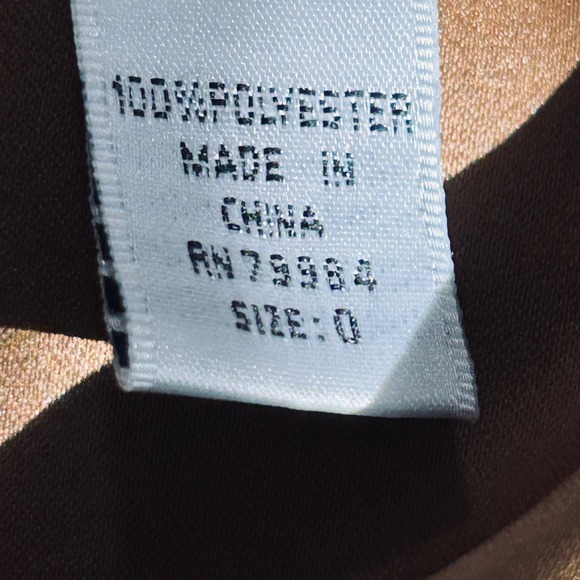 100%POLYESTER
MADE IN
CHINA
RN79984
SIZE:0